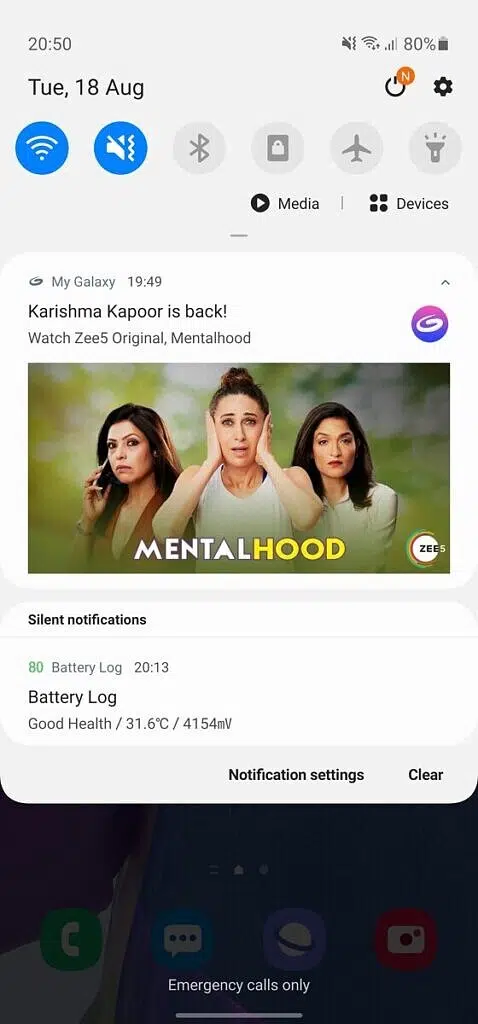 20:50
80%
Tue, 18 Aug
N
Media | Devices
My Galaxy 19:49
Karishma Kapoor is back!
Watch Zee5 Original, Mentalhood
MENTALHOOD
ZEE5
Silent notifications
80 Battery Log 20:13
Battery Log
Good Health / 31.6℃ / 4154㎷
Notification settings Clear
Emergency calls only